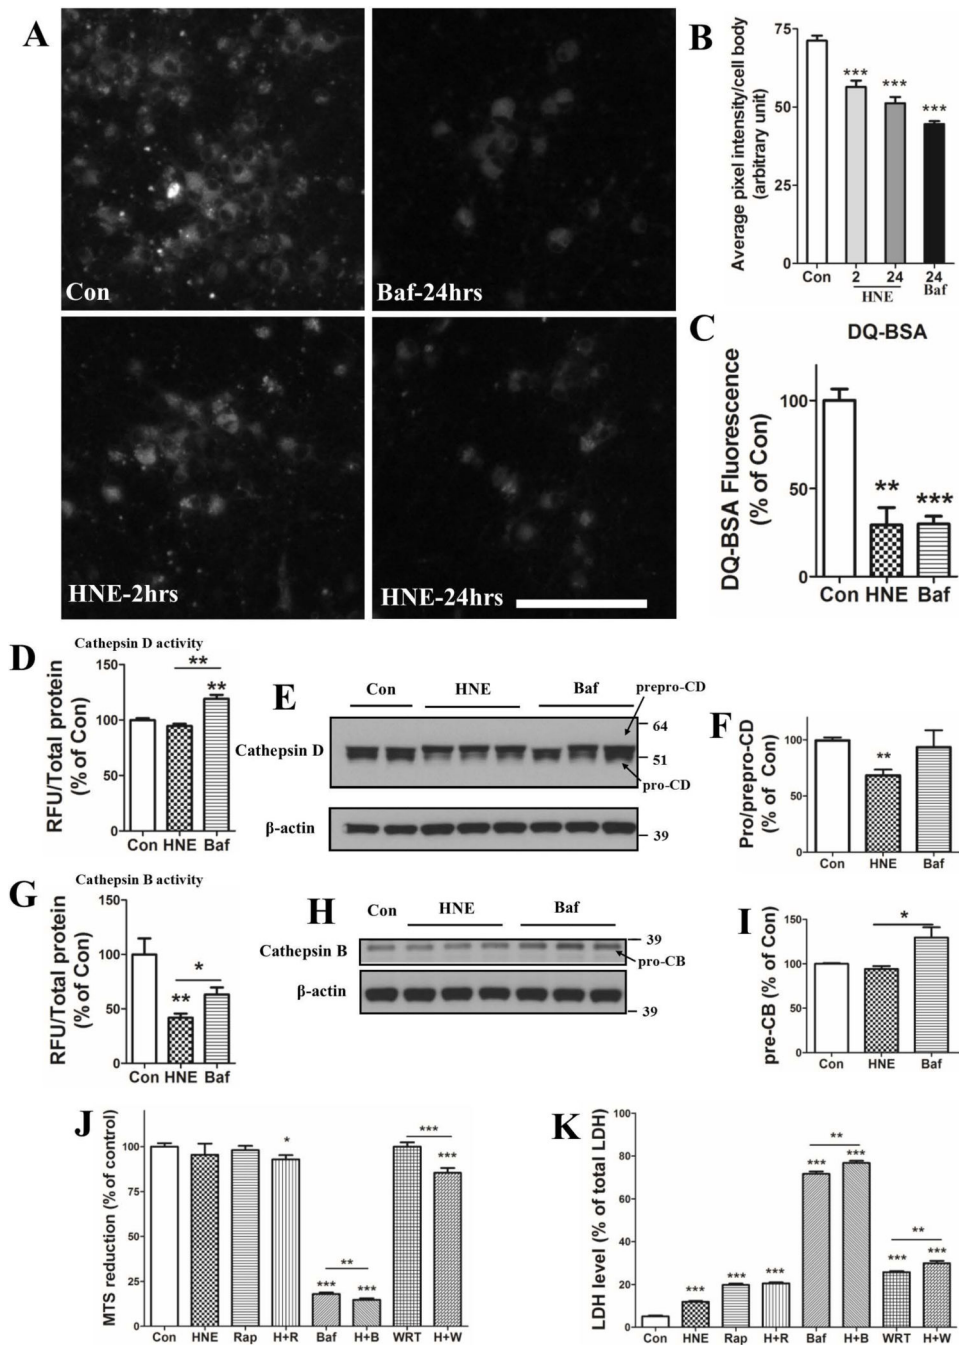 A
Con
Baf-24hrs
HNE-2hrs
HNE-24hrs
B
Average pixel intensity/cell body
(arbitrary unit)
75
50
25
0
***
***
***
Con
2
24
24
HNE
Baf
C
DQ-BSA
DQ-BSA Fluorescence
(% of Con)
100
50
0
**
***
Con HNE Baf
D
Cathepsin D activity
RFU/Total protein
(% of Con)
150
100
50
0
**
**
Con HNE Baf
E
Con
HNE
Baf
prepro-CD
Cathepsin D
64
51
pro-CD
β-actin
39
F
Pro/prepro-CD
(% of Con)
100
50
0
**
Con HNE Baf
G
Cathepsin B activity
RFU/Total protein
(% of Con)
150
100
50
0
**
*
Con HNE Baf
H
Con
HNE
Baf
Cathepsin B
39
pro-CB
β-actin
39
I
pre-CB (% of Con)
150
100
50
0
*
Con HNE Baf
J
MTS reduction (% of control)
100
75
50
25
0
*
***
**
***
***
***
Con HNE Rap H+R Baf H+B WRT H+W
K
LDH level (% of total LDH)
100
80
60
40
20
0
***
***
***
***
**
***
***
**
***
Con HNE Rap H+R Baf H+B WRT H+W